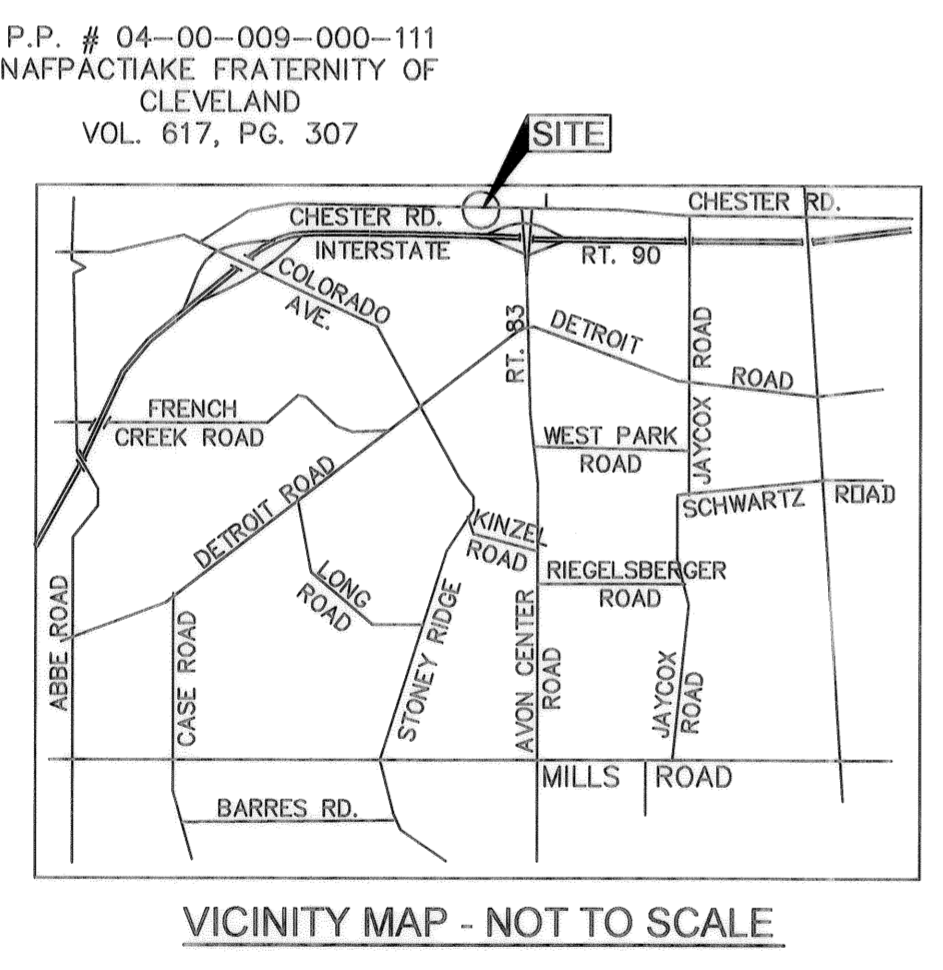 P.P. # 04-00-009-000-111
NAFPACTIAKE FRATERNITY OF
CLEVELAND
VOL. 617, PG. 307
SITE
CHESTER RD.
CHESTER RD.
INTERSTATE
RT. 90
COLORADO
AVE.
RT. 83
DETROIT
ROAD
JAYCOX ROAD
FRENCH
CREEK ROAD
WEST PARK
ROAD
DETROIT ROAD
SCHWARTZ
ROAD
KINZEL
ROAD
LONG
ROAD
RIEGELSBERGER
ROAD
ABBE ROAD
CASE ROAD
STONEY RIDGE
AVON CENTER
ROAD
JAYCOX
ROAD
MILLS ROAD
BARRES RD.
VICINITY MAP - NOT TO SCALE